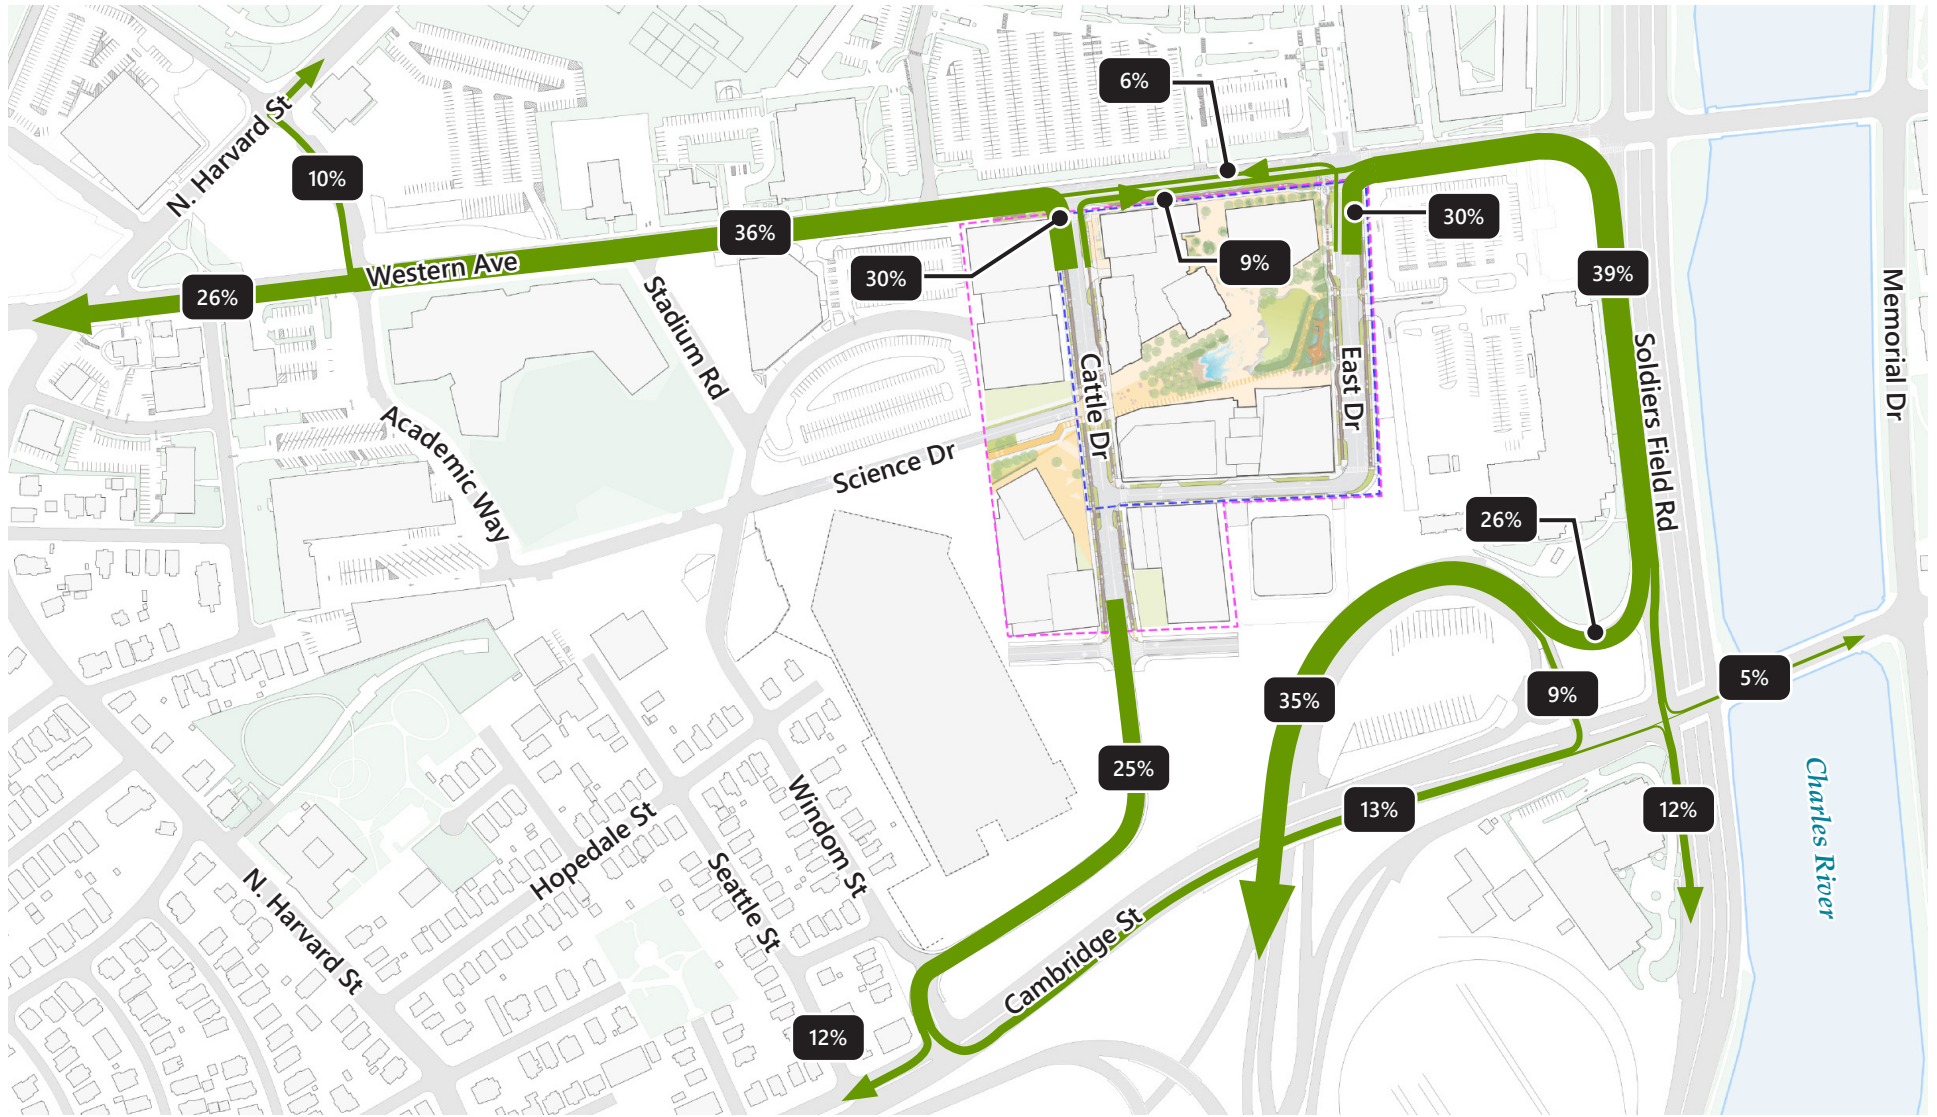 6%
N. Harvard St
10%
36%
30%
9%
30%
39%
Western Ave
26%
Stadium Rd
Memorial Dr
Cattle Dr
East Dr
Soldiers Field Rd
Academic Way
Science Dr
26%
35%
9%
5%
25%
13%
12%
Charles River
Windom St
Hopedale St
Seattle St
N. Harvard St
Cambridge St
12%